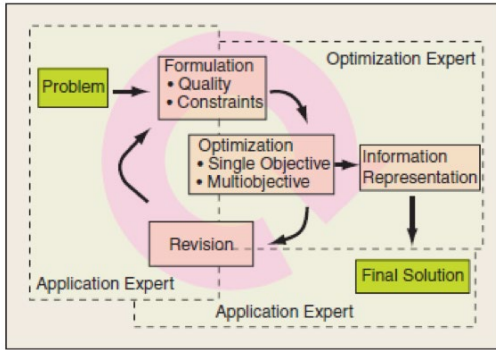 Formulation
• Quality
• Constraints
Optimization Expert
Problem
Optimization
• Single Objective
• Multiobjective
Information
Representation
Revision
Final Solution
Application Expert
Application Expert